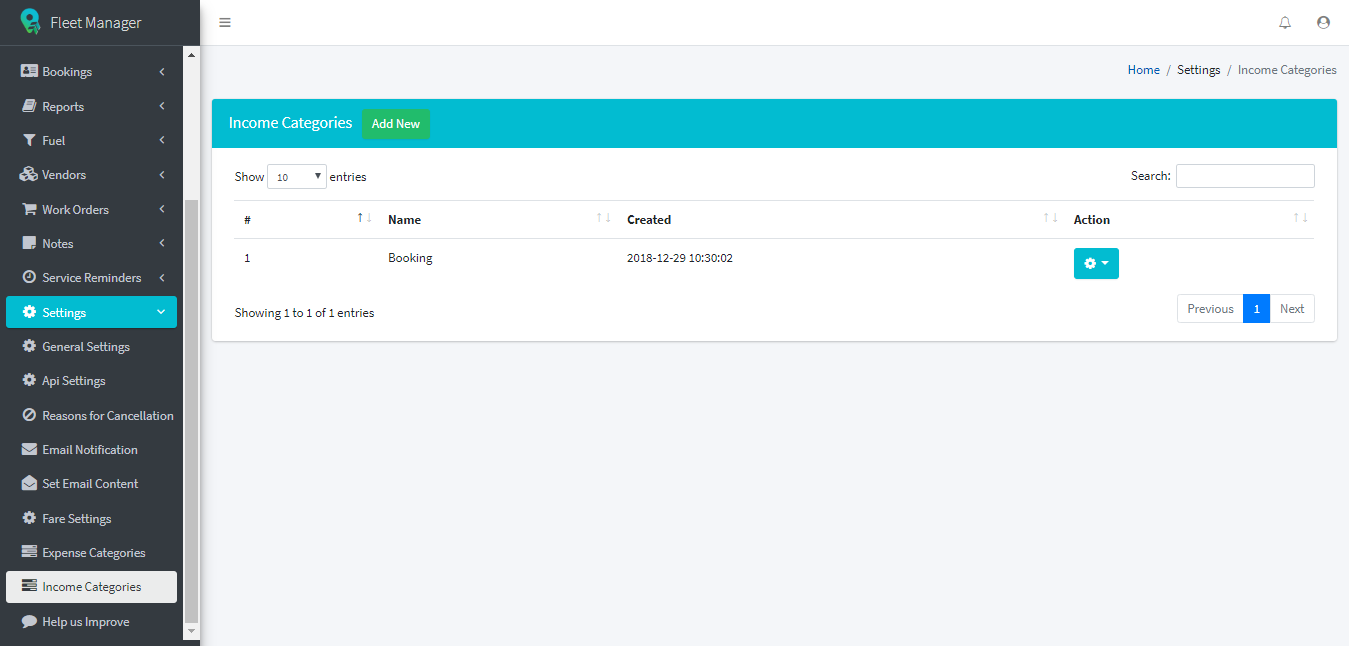 Fleet Manager
Bookings
Reports
Fuel
Vendors
Work Orders
Notes
Service Reminders
Settings
General Settings
Api Settings
Reasons for Cancellation
Email Notification
Set Email Content
Fare Settings
Expense Categories
Income Categories
Help us Improve
Home / Settings / Income Categories
Income Categories Add New
Show 10 entries Search:
# Name Created Action
1 Booking 2018-12-29 10:30:02
Showing 1 to 1 of 1 entries Previous 1 Next